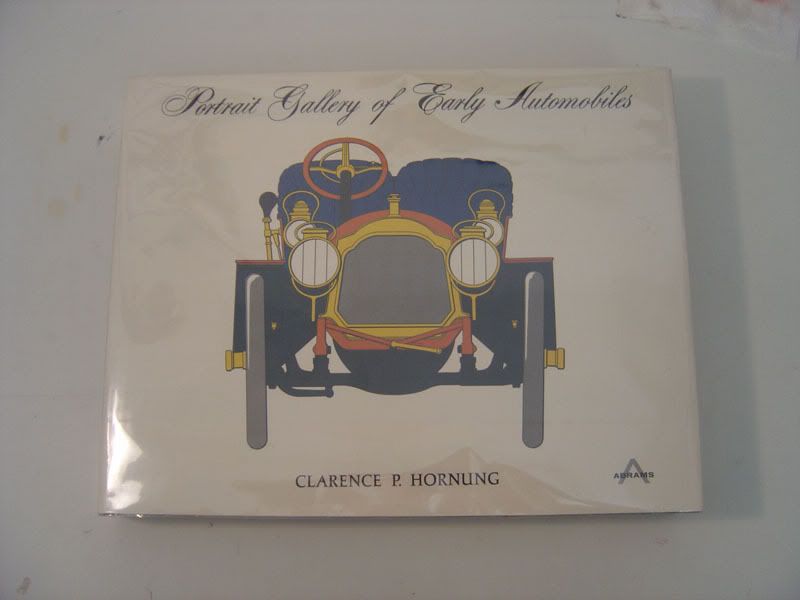 Portrait Gallery of Early Automobiles
CLARENCE P. HORNUNG
ABRAMS